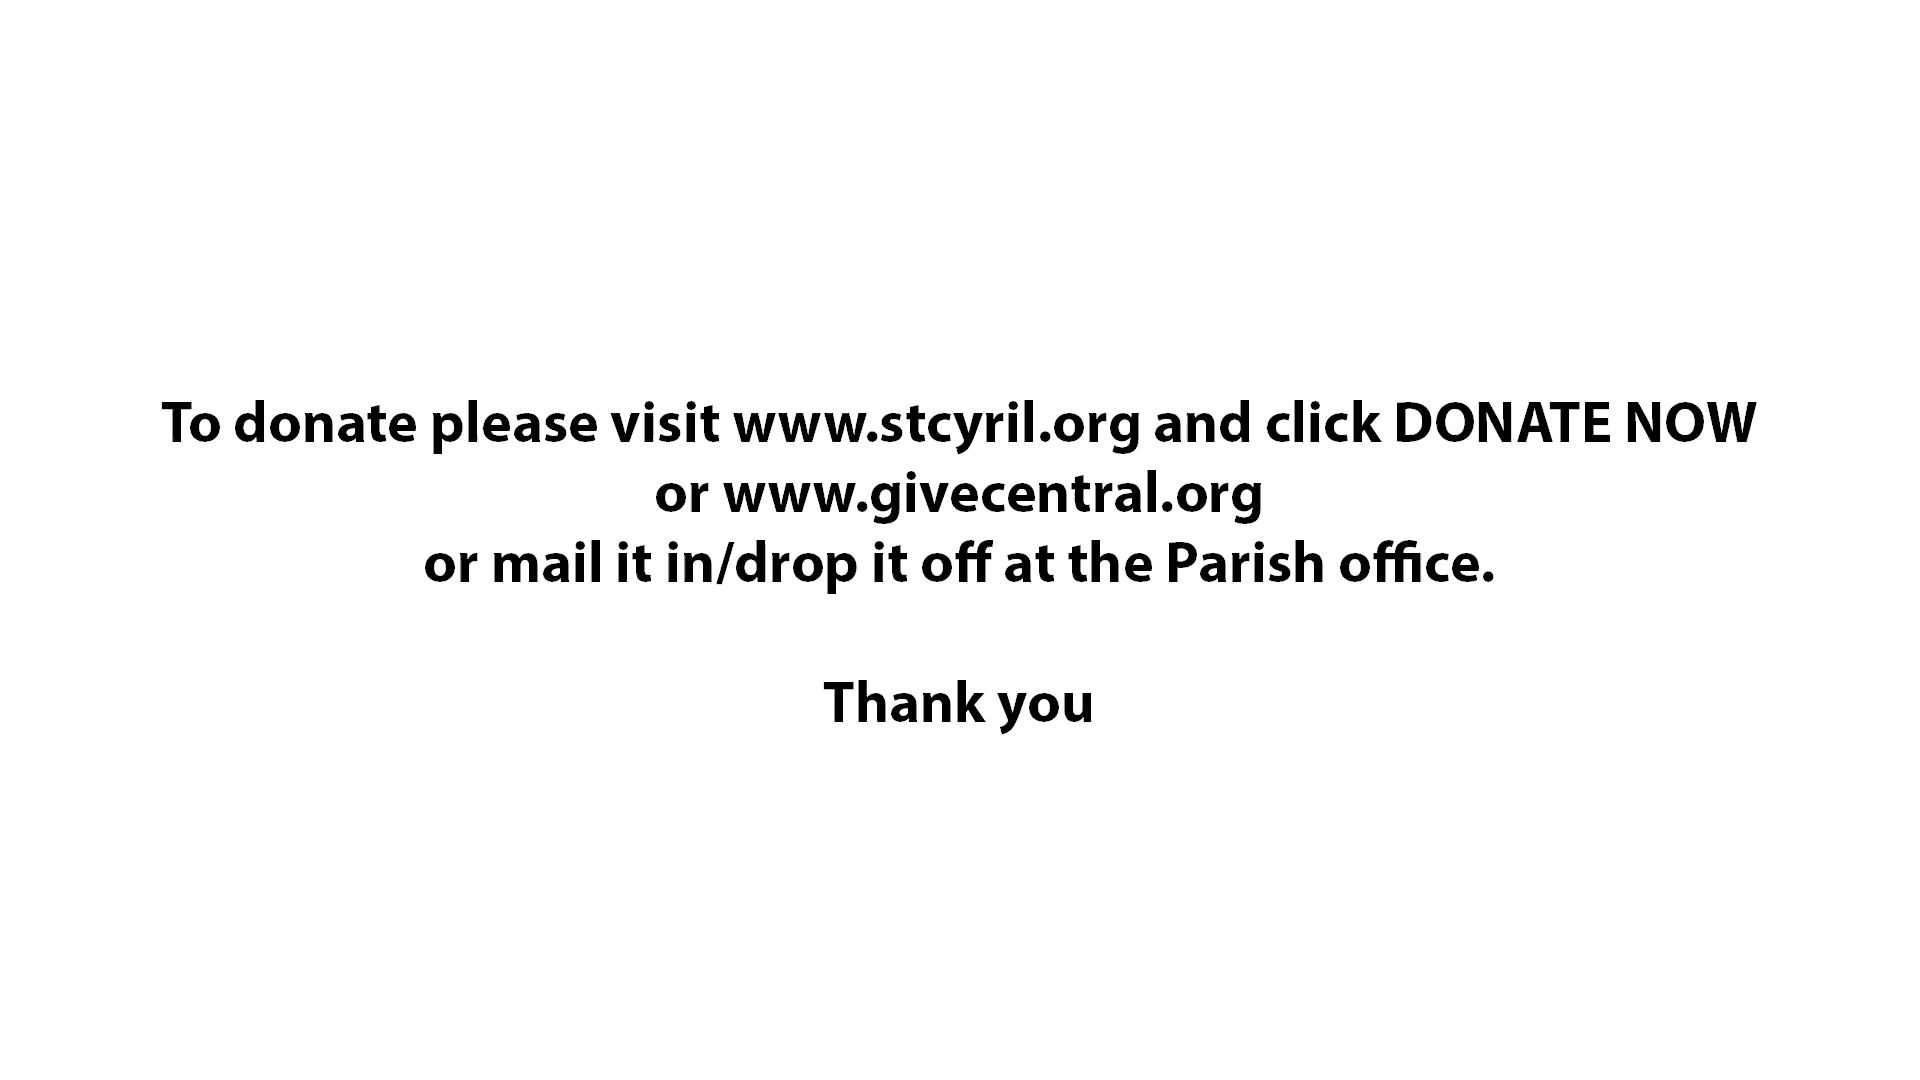 To donate please visit www.stcyril.org and click DONATE NOW
or www.givecentral.org
or mail it in/drop it off at the Parish office.
Thank you